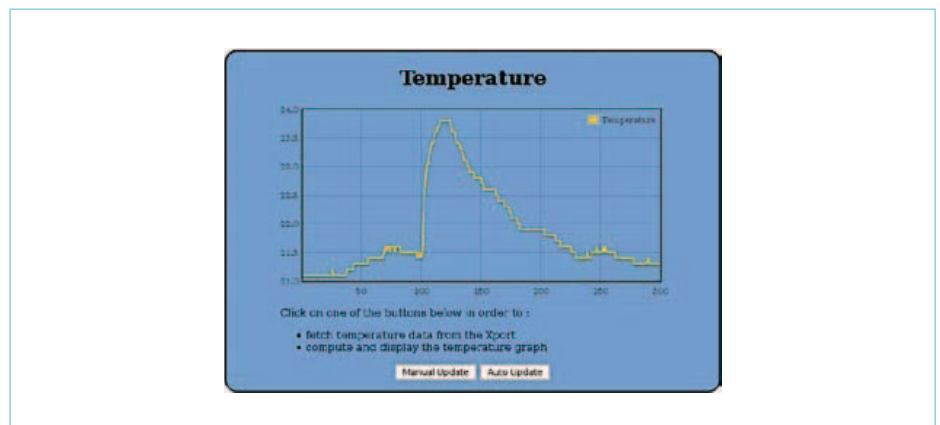 Temperature
24.0
Temperature
23.5
23.0
22.5
22.0
21.5
21.0
50
100
150
200
250
Click on one of the buttons below in order to :
• fetch temperature data from the Xport
• compute and display the temperature graph
Manual Update Auto Update